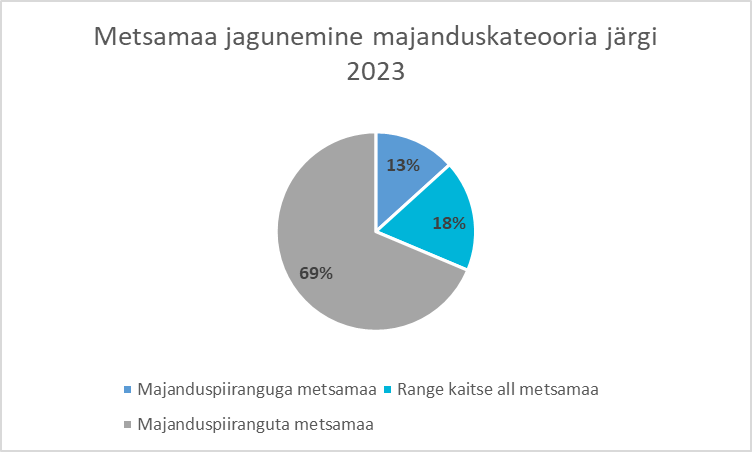 Metsamaa jagunemine majanduskateooria järgi
2023
13%
18%
69%
Majanduspiiranguga metsamaa
Range kaitse all metsamaa
Majanduspiiranguta metsamaa